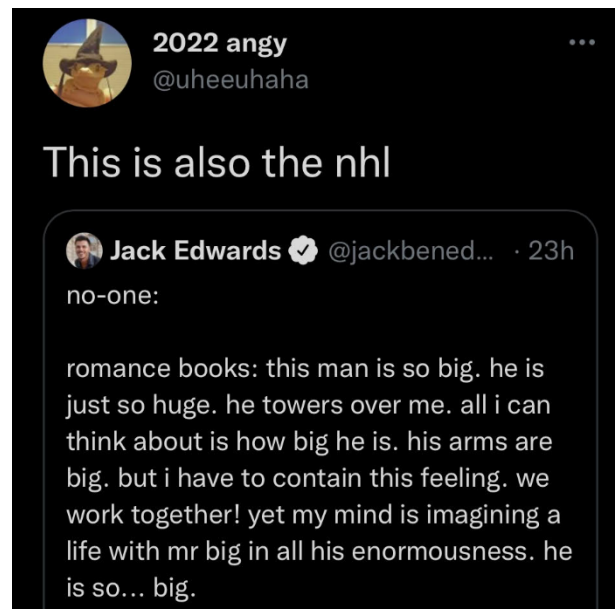 2022 angy
@uheeuhaha
This is also the nhl
Jack Edwards @jackbened... · 23h
no-one:
romance books: this man is so big. he is
just so huge. he towers over me. all i can
think about is how big he is. his arms are
big. but i have to contain this feeling. we
work together! yet my mind is imagining a
life with mr big in all his enormousness. he
is so... big.